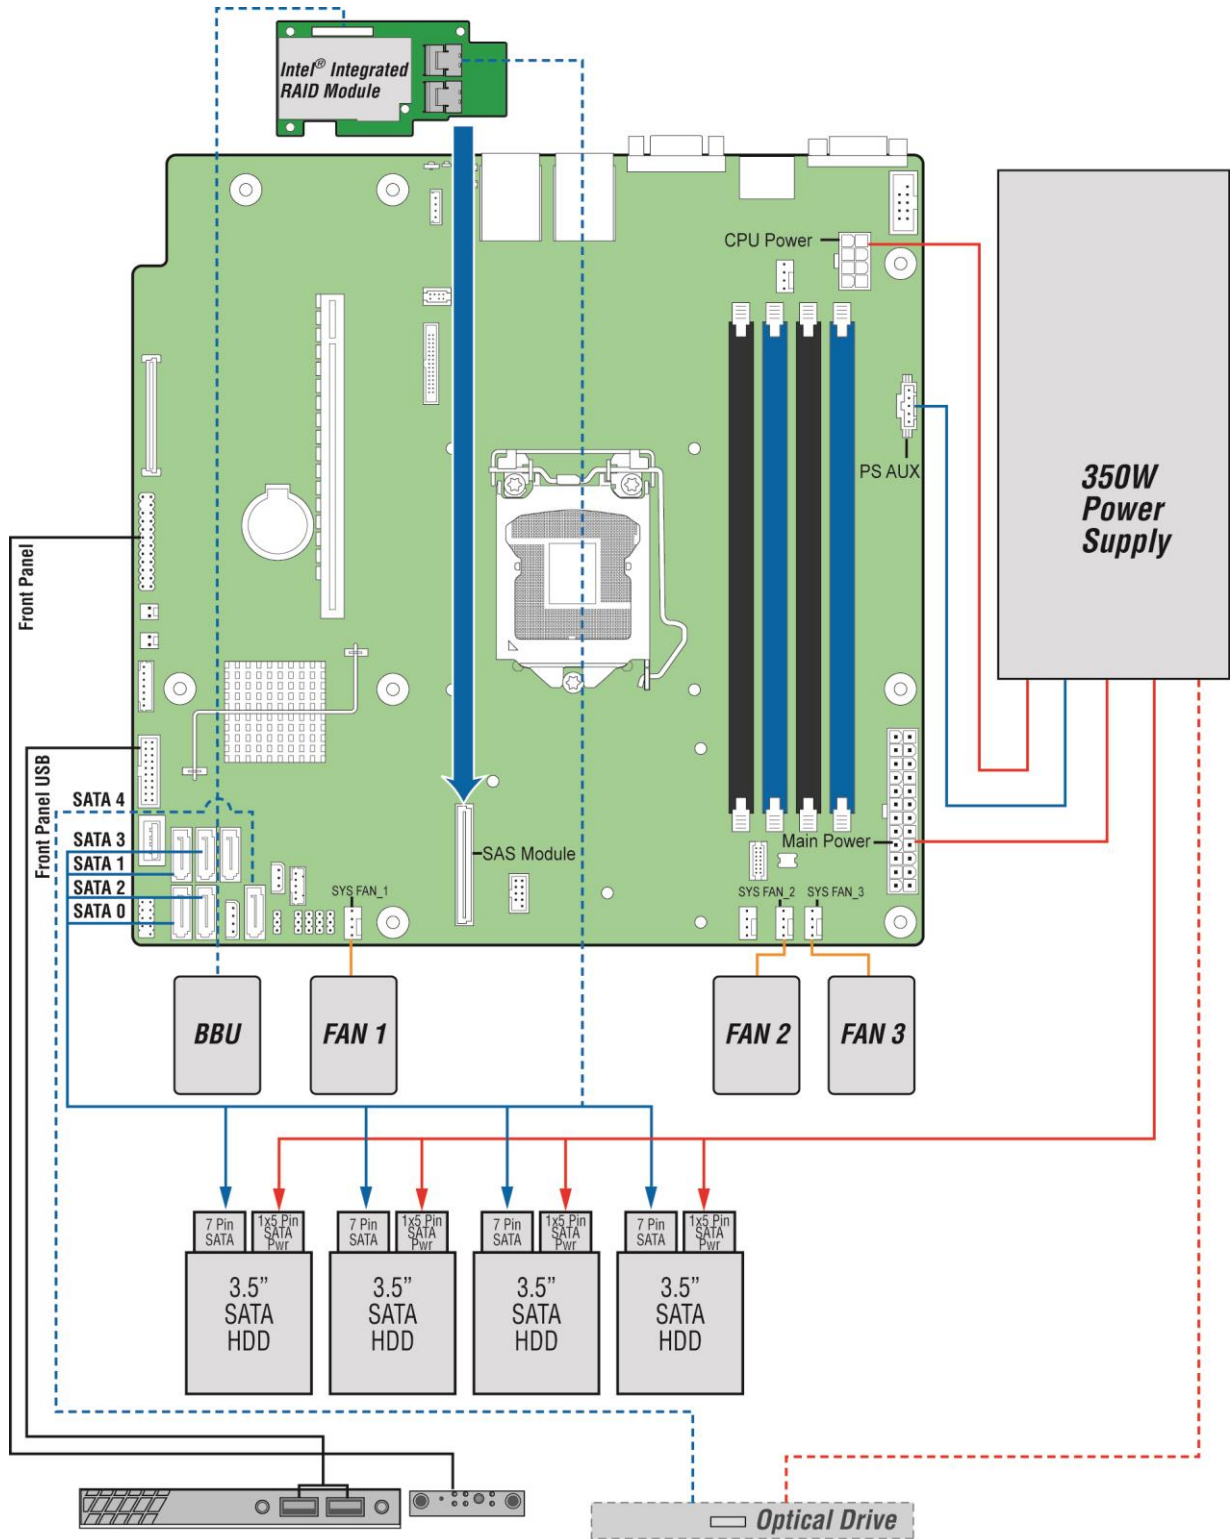 Intel® Integrated
RAID Module
CPU Power
PS AUX
350W
Power
Supply
Front Panel
Front Panel USB
SATA 4
SATA 3
SATA 1
SATA 2
SATA 0
SAS Module
Main Power
SYS FAN_1
SYS FAN_2
SYS FAN_3
BBU
FAN 1
FAN 2
FAN 3
7 Pin
SATA
1x5 Pin
SATA
Pwr
7 Pin
SATA
1x5 Pin
SATA
Pwr
7 Pin
SATA
1x5 Pin
SATA
Pwr
7 Pin
SATA
1x5 Pin
SATA
Pwr
3.5”
SATA
HDD
3.5”
SATA
HDD
3.5”
SATA
HDD
3.5”
SATA
HDD
Optical Drive